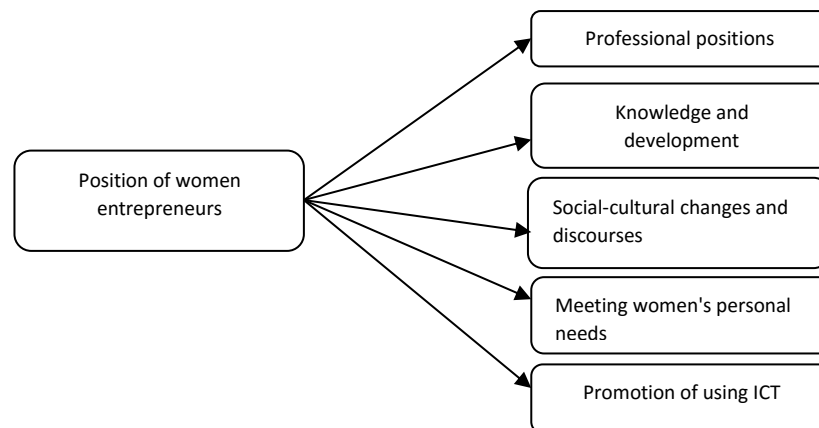 Professional positions
Knowledge and
development
Position of women
entrepreneurs
Social-cultural changes and
discourses
Meeting women's personal
needs
Promotion of using ICT